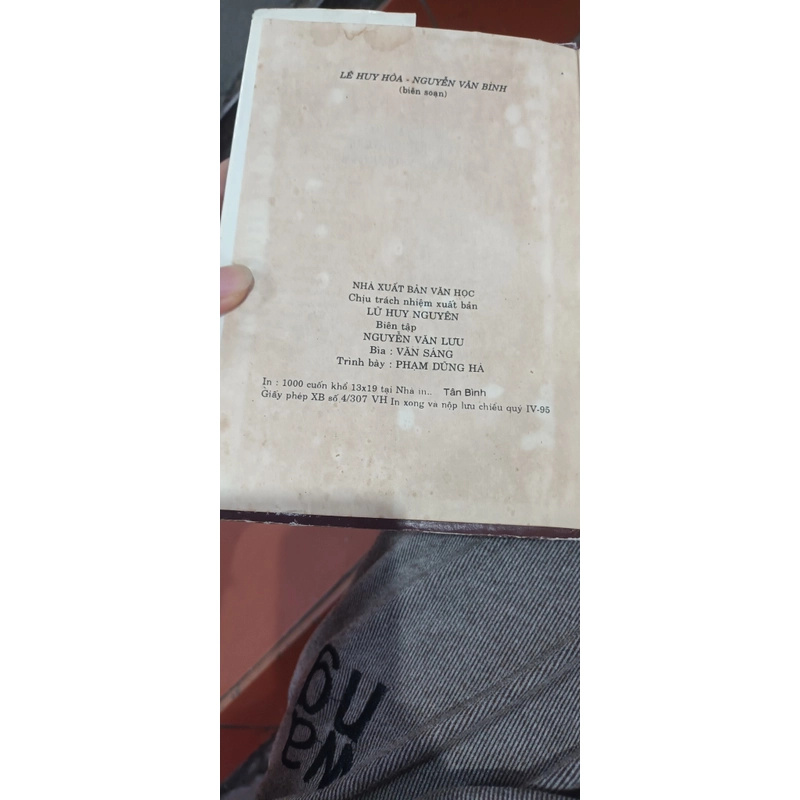 LÊ HUY HÒA - NGUYỄN VĂN BÌNH
(biên soạn)
NHÀ XUẤT BẢN VĂN HỌC
Chịu trách nhiệm xuất bản
LỮ HUY NGUYÊN
Biên tập
NGUYỄN VĂN LƯU
Bìa : VĂN SÁNG
Trình bày : PHẠM DŨNG HÀ
In : 1000 cuốn khổ 13x19 tại Nhà in.. Tân Bình
Giấy phép XB số 4/307 VH In xong và nộp lưu chiểu quý IV-95